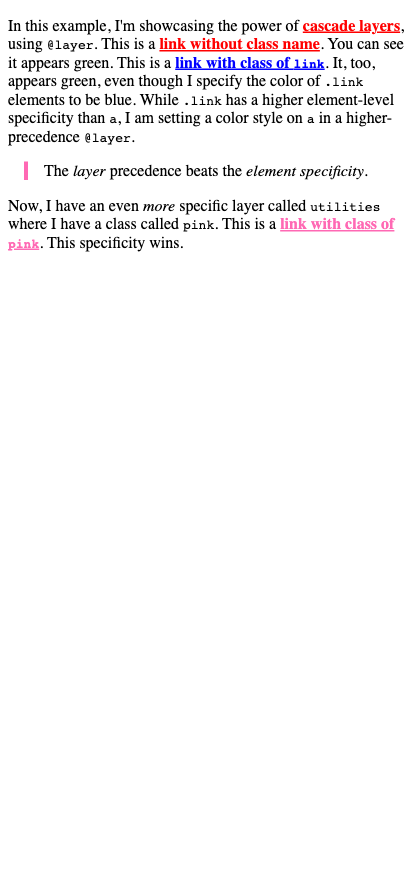 In this example, I'm showcasing the power of cascade layers,
using @layer. This is a link without class name. You can see
it appears green. This is a link with class of link. It, too,
appears green, even though I specify the color of .link
elements to be blue. While .link has a higher element-level
specificity than a, I am setting a color style on a in a higher-
precedence @layer.
The layer precedence beats the element specificity.
Now, I have an even more specific layer called utilities
where I have a class called pink. This is a link with class of
pink. This specificity wins.